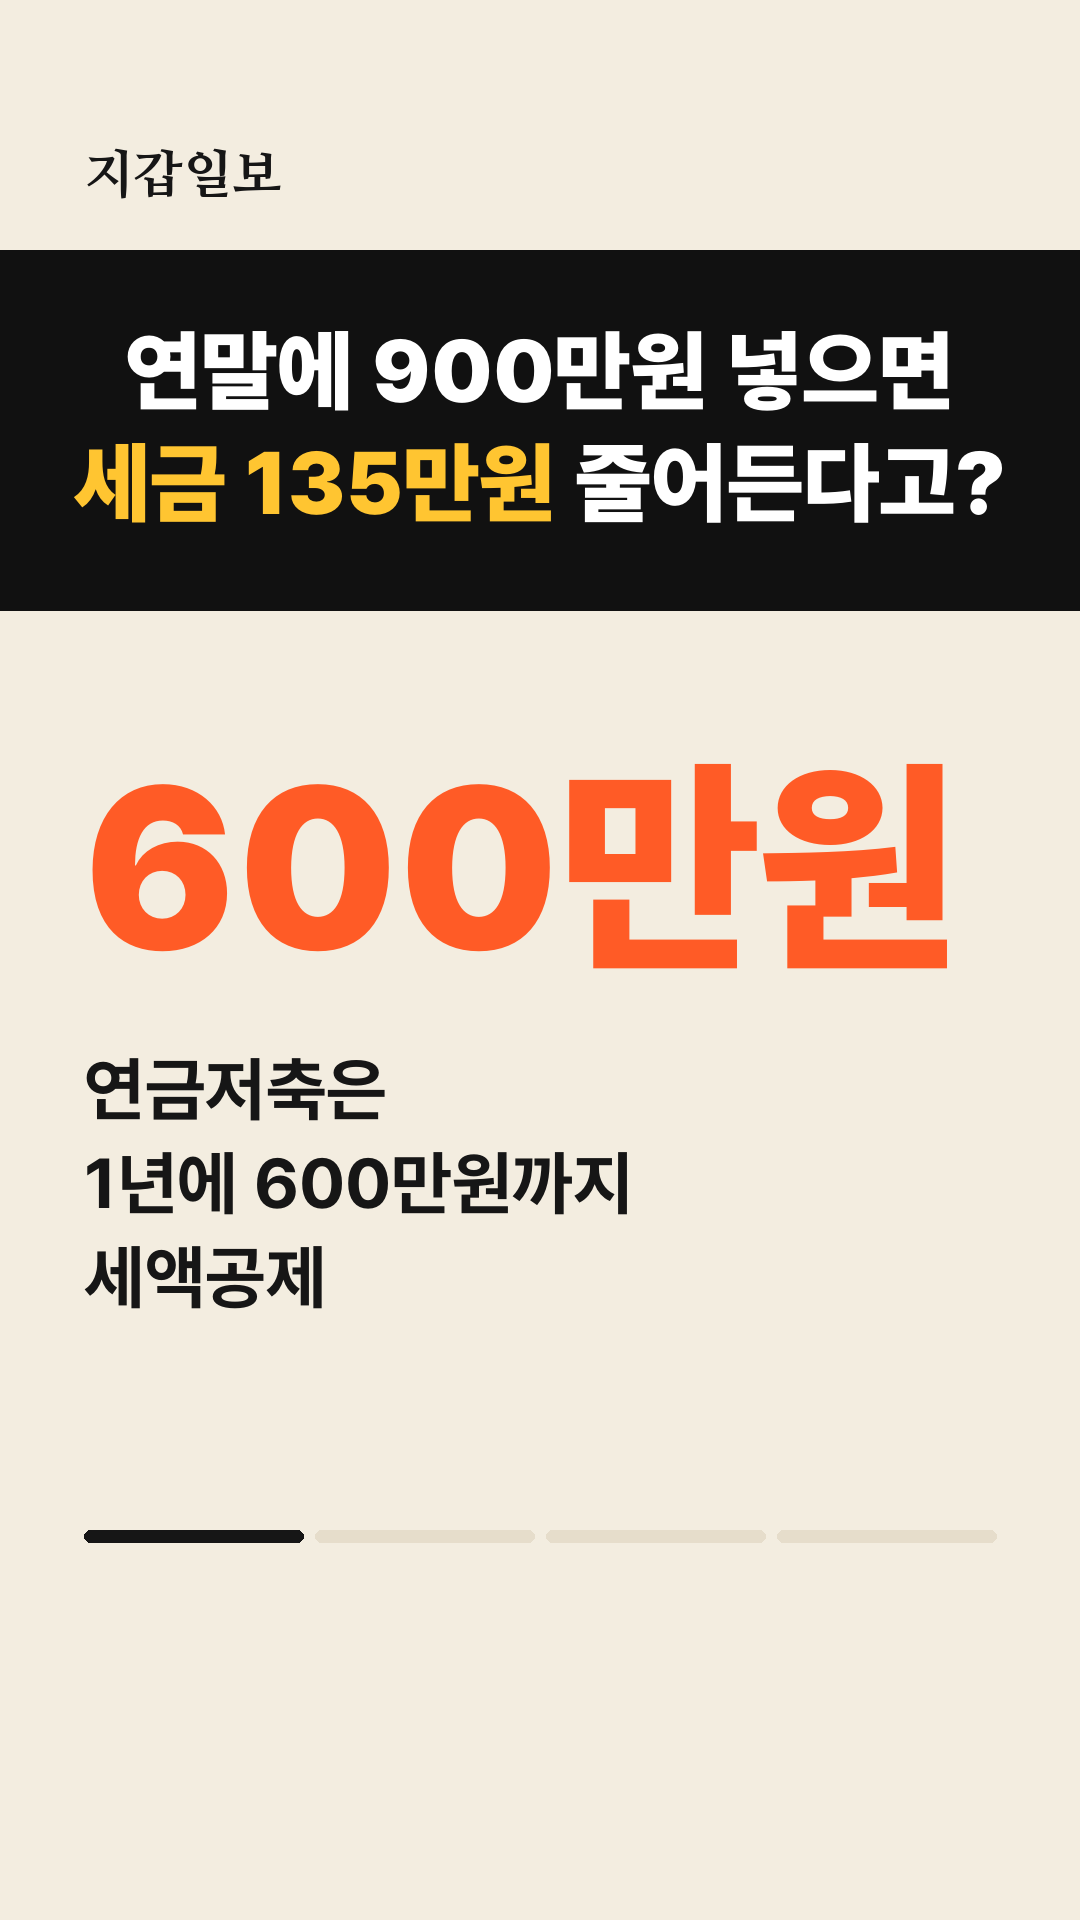 지갑일보
연말에 900만원 넣으면
세금 135만원 줄어든다고?
600만원
연금저축은
1년에 600만원까지
세액공제